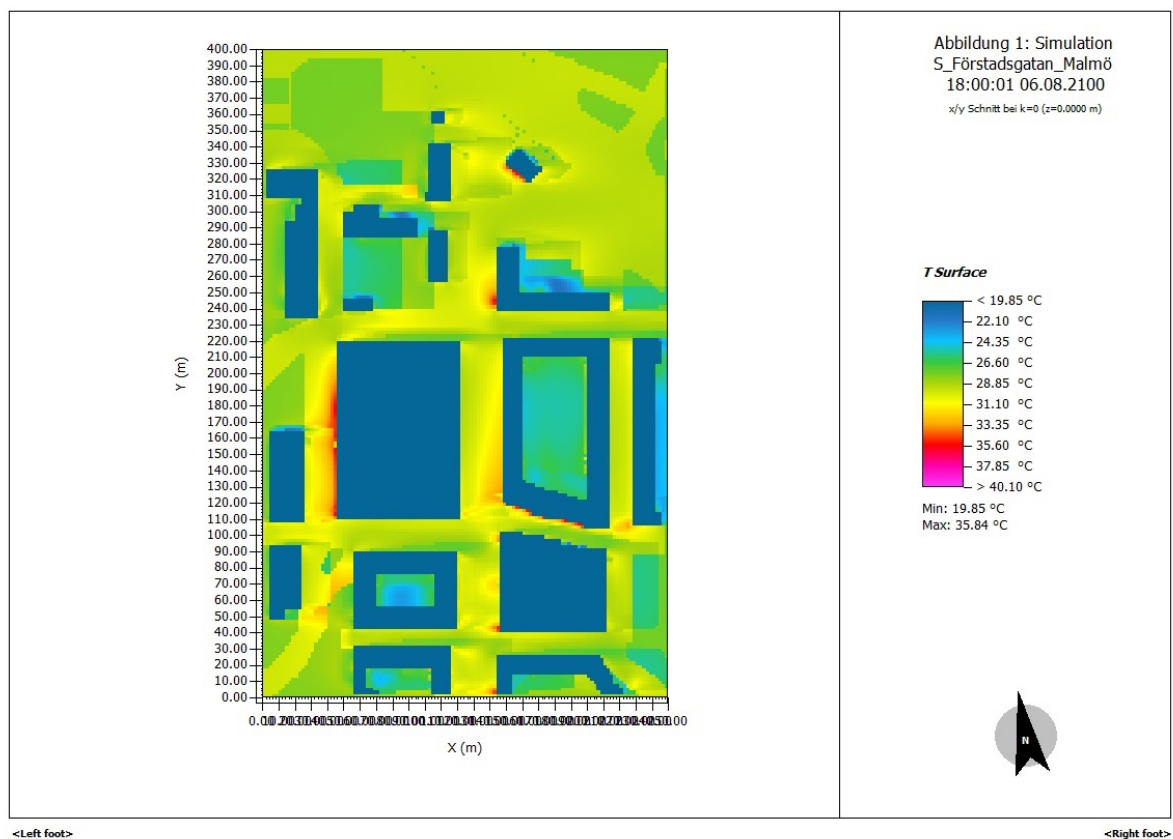 Abbildung 1: Simulation
S_Förstadsgatan_Malmö
18:00:01 06.08.2100
x/y Schnitt bei k=0 (z=0.0000 m)
400.00
390.00
380.00
370.00
360.00
350.00
340.00
330.00
320.00
310.00
300.00
290.00
280.00
270.00
260.00
250.00
240.00
230.00
220.00
210.00
200.00
190.00
180.00
170.00
160.00
150.00
140.00
130.00
120.00
110.00
100.00
90.00
80.00
70.00
60.00
50.00
40.00
30.00
20.00
10.00
0.00
Y (m)
X (m)
T Surface
< 19.85 °C
22.10 °C
24.35 °C
26.60 °C
28.85 °C
31.10 °C
33.35 °C
35.60 °C
37.85 °C
> 40.10 °C
Min: 19.85 °C
Max: 35.84 °C
N
<Left foot>
<Right foot>